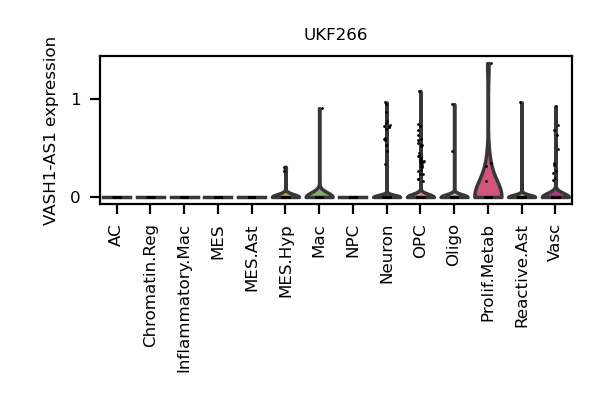 UKF266
VASH1-AS1 expression
1
0
AC
Chromatin.Reg
Inflammatory.Mac
MES
MES.Ast
MES.Hyp
Mac
NPC
Neuron
OPC
Oligo
Prolif.Metab
Reactive.Ast
Vasc